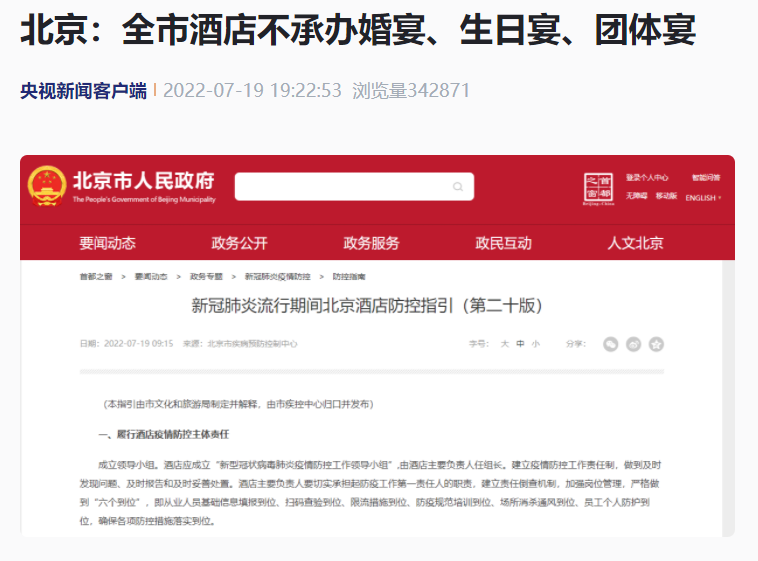 北京：全市酒店不承办婚宴、生日宴、团体宴
央视新闻客户端 | 2022-07-19 19:22:53 浏览量342871
北京市人民政府
The People's Government of Beijing Municipality
首都之窗
Beijing-China
登录个人中心 智能问答
无障碍 移动版 ENGLISH
要闻动态 政务公开 政务服务 政民互动 人文北京
首都之窗 > 要闻动态 > 政务专题 > 新冠肺炎疫情防控 > 防控指南
新冠肺炎流行期间北京酒店防控指引（第二十版）
日期：2022-07-19 09:15 来源：北京市疾病预防控制中心 字号： 大 中 小 分享：
（本指引由市文化和旅游局制定并解释，由市疾控中心归口并发布）
一、履行酒店疫情防控主体责任
成立领导小组。酒店应成立“新型冠状病毒肺炎疫情防控工作领导小组”,由酒店主要负责人任组长。建立疫情防控工作责任制，做到及时
发现问题、及时报告和及时妥善处置。酒店主要负责人要切实承担起防疫工作第一责任人的职责，建立责任倒查机制，加强岗位管理，严格做
到“六个到位”，即从业人员基础信息填报到位、扫码查验到位、限流措施到位、防疫规范培训到位、场所消杀通风到位、员工个人防护到
位，确保各项防控措施落实到位。